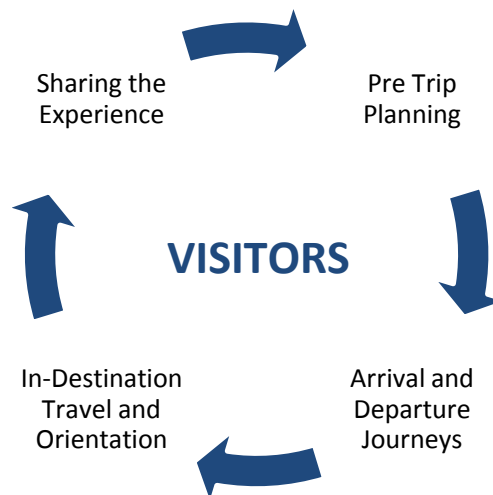 Sharing the
Experience
Pre Trip
Planning
VISITORS
In-Destination
Travel and
Orientation
Arrival and
Departure
Journeys